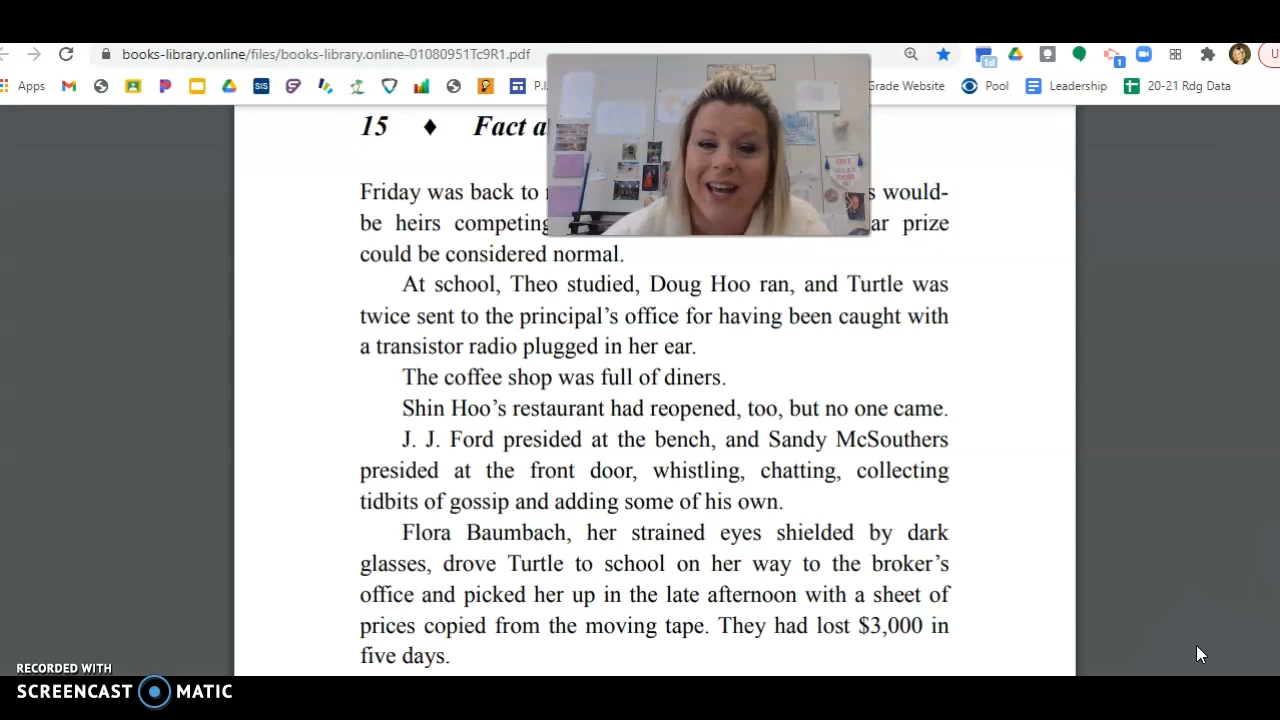 books-library.online/files/books-library.online-01080951Tc9R1.pdf
Apps
SIS
Grade Website
Pool
Leadership
20-21 Rdg Data
1d
1
15 ♦ Fact
Friday was back to would-
be heirs competing prize
could be considered normal.
At school, Theo studied, Doug Hoo ran, and Turtle was
twice sent to the principal's office for having been caught with
a transistor radio plugged in her ear.
The coffee shop was full of diners.
Shin Hoo's restaurant had reopened, too, but no one came.
J. J. Ford presided at the bench, and Sandy McSouthers
presided at the front door, whistling, chatting, collecting
tidbits of gossip and adding some of his own.
Flora Baumbach, her strained eyes shielded by dark
glasses, drove Turtle to school on her way to the broker's
office and picked her up in the late afternoon with a sheet of
prices copied from the moving tape. They had lost $3,000 in
five days.
RECORDED WITH
SCREENCAST MATIC